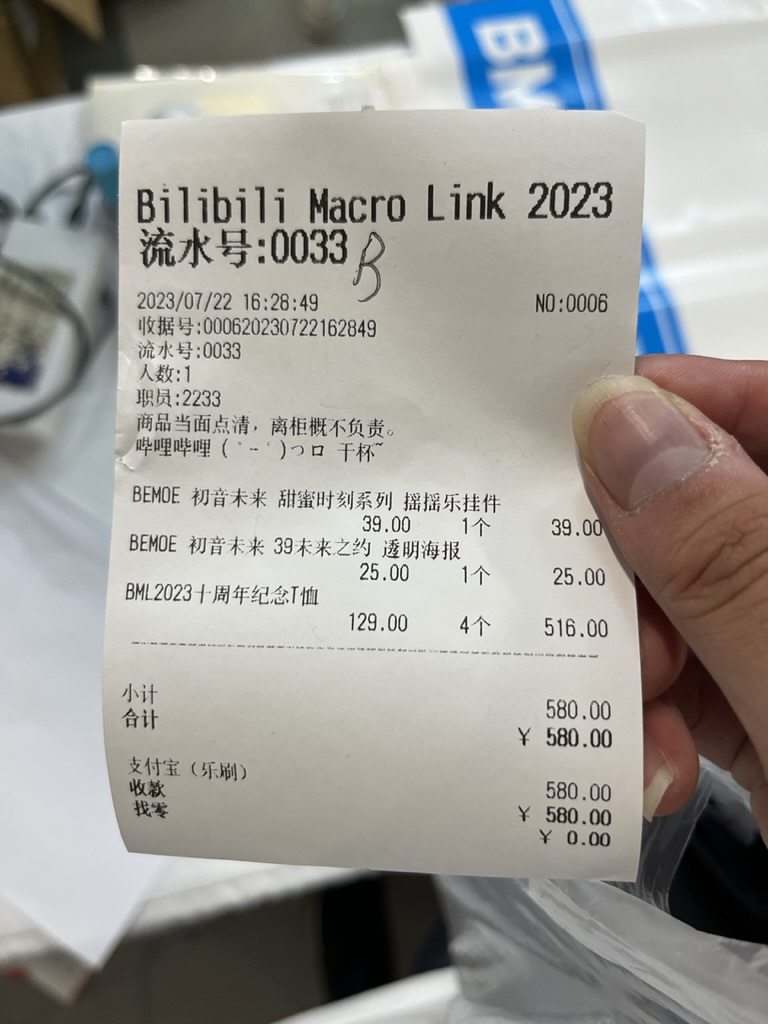 BM
Bilibili Macro Link 2023
流水号:0033 B
2023/07/22 16:28:49 NO:0006
收据号:000620230722162849
流水号:0033
人数:1
职员:2233
商品当面点清，离柜概不负责。
哔哩哔哩 (゜-゜)つロ 干杯~
BEMOE 初音未来 甜蜜时刻系列 摇摇乐挂件
39.00 1个 39.00
BEMOE 初音未来 39未来之约 透明海报
25.00 1个 25.00
BML2023十周年纪念T恤
129.00 4个 516.00
小计 580.00
合计 ¥ 580.00
支付宝（乐刷） 580.00
收款 ¥ 580.00
找零 ¥ 0.00